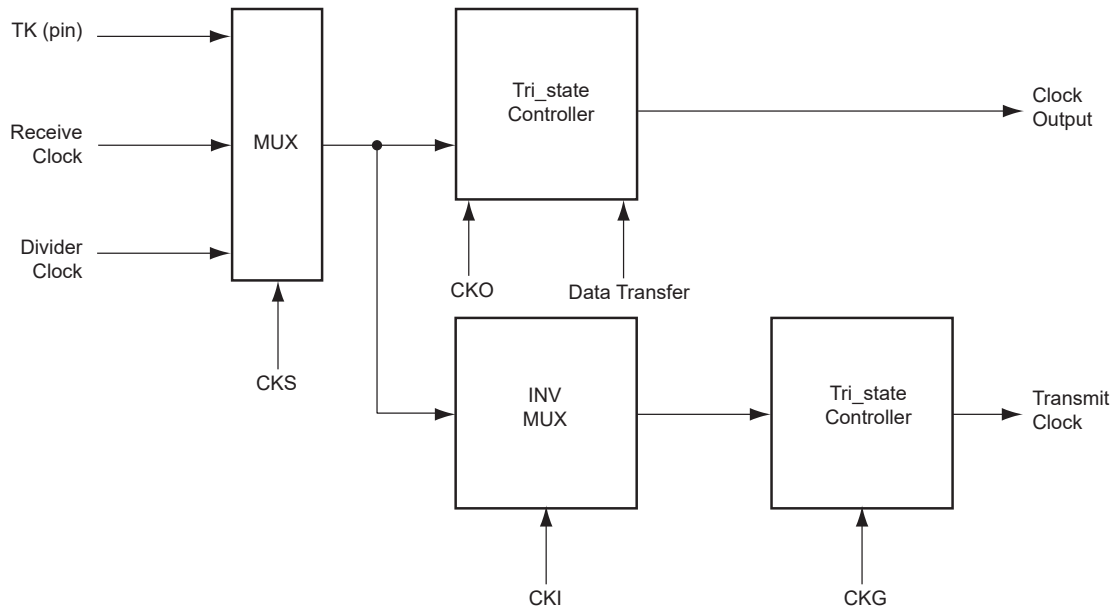 TK (pin)
Receive
Clock
Divider
Clock
MUX
CKS
Tri_state
Controller
CKO
Data Transfer
Clock
Output
INV
MUX
CKI
Tri_state
Controller
CKG
Transmit
Clock